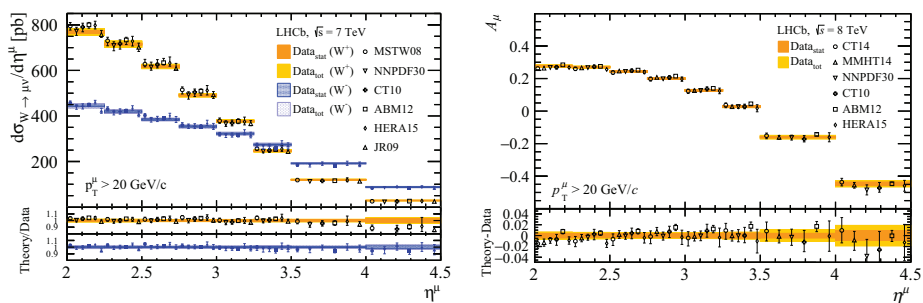 dσ_W → μν/dη^μ [pb]
800
600
400
200
LHCb, √s = 7 TeV
Data_stat (W⁺)
Data_tot (W⁺)
Data_stat (W⁻)
Data_tot (W⁻)
MSTW08
NNPDF30
CT10
ABM12
HERA15
JR09
p_T^μ > 20 GeV/c
Theory/Data
1.1
0.9
1.1
0.9
2 2.5 3 3.5 4 4.5
η^μ
A_μ
0.4
0.2
0
−0.2
−0.4
LHCb, √s = 8 TeV
Data_stat
Data_tot
CT14
MMHT14
NNPDF30
CT10
ABM12
HERA15
p_T^μ > 20 GeV/c
Theory-Data
0.04
0.02
0
−0.02
−0.04
2 2.5 3 3.5 4 4.5
η^μ